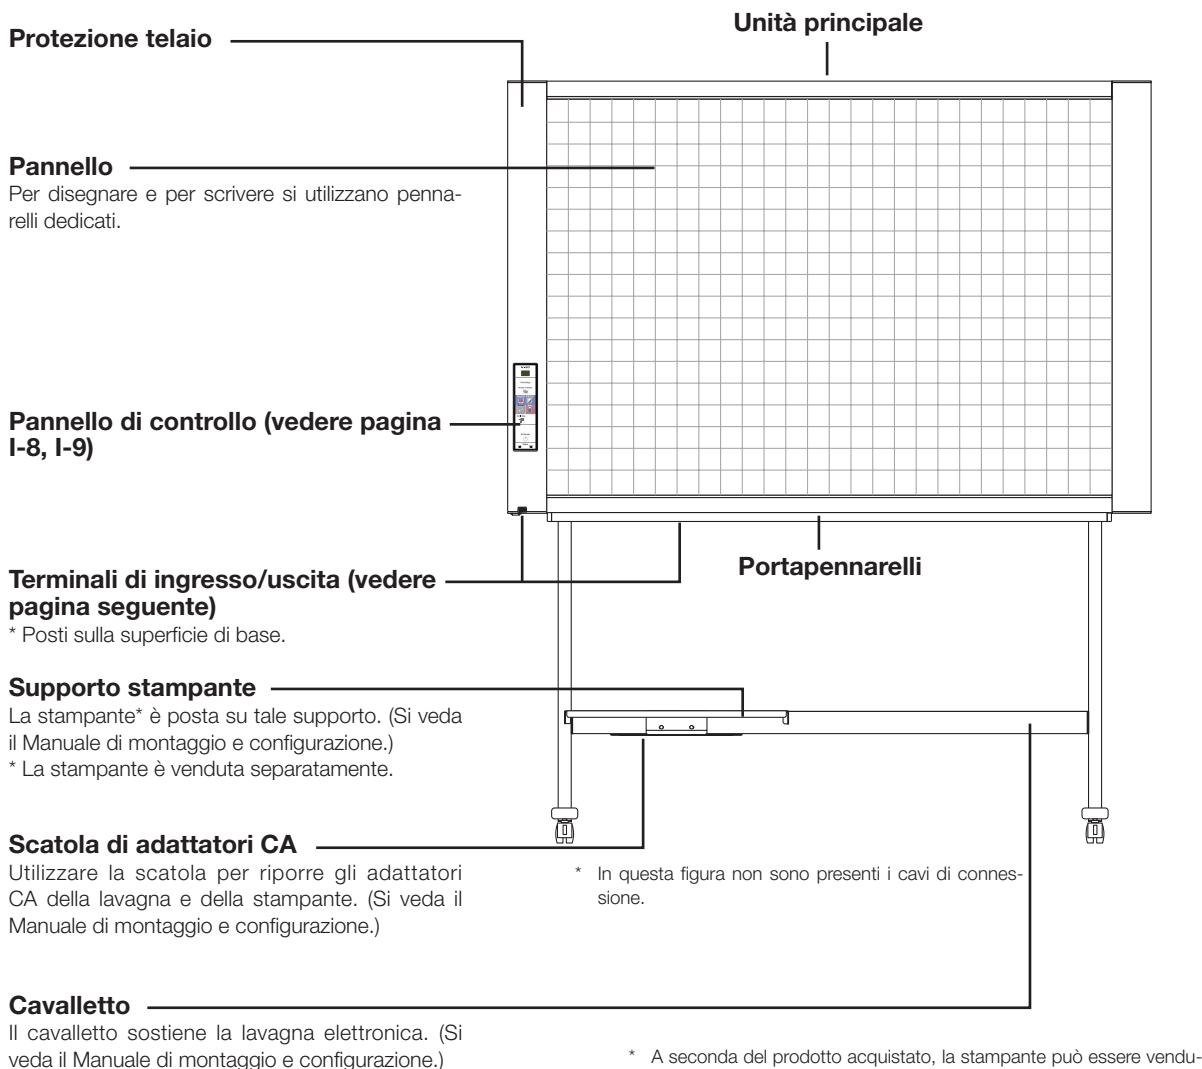 Unità principale
Protezione telaio
Pannello
Per disegnare e per scrivere si utilizzano penna-
relli dedicati.
Pannello di controllo (vedere pagina
I-8, I-9)
Portapennarelli
Terminali di ingresso/uscita (vedere
pagina seguente)
* Posti sulla superficie di base.
Supporto stampante
La stampante* è posta su tale supporto. (Si veda
il Manuale di montaggio e configurazione.)
* La stampante è venduta separatamente.
Scatola di adattatori CA
Utilizzare la scatola per riporre gli adattatori
CA della lavagna e della stampante. (Si veda il
Manuale di montaggio e configurazione.)
* In questa figura non sono presenti i cavi di connes-
sione.
Cavalletto
Il cavalletto sostiene la lavagna elettronica. (Si
veda il Manuale di montaggio e configurazione.)
* A seconda del prodotto acquistato, la stampante può essere vendu-